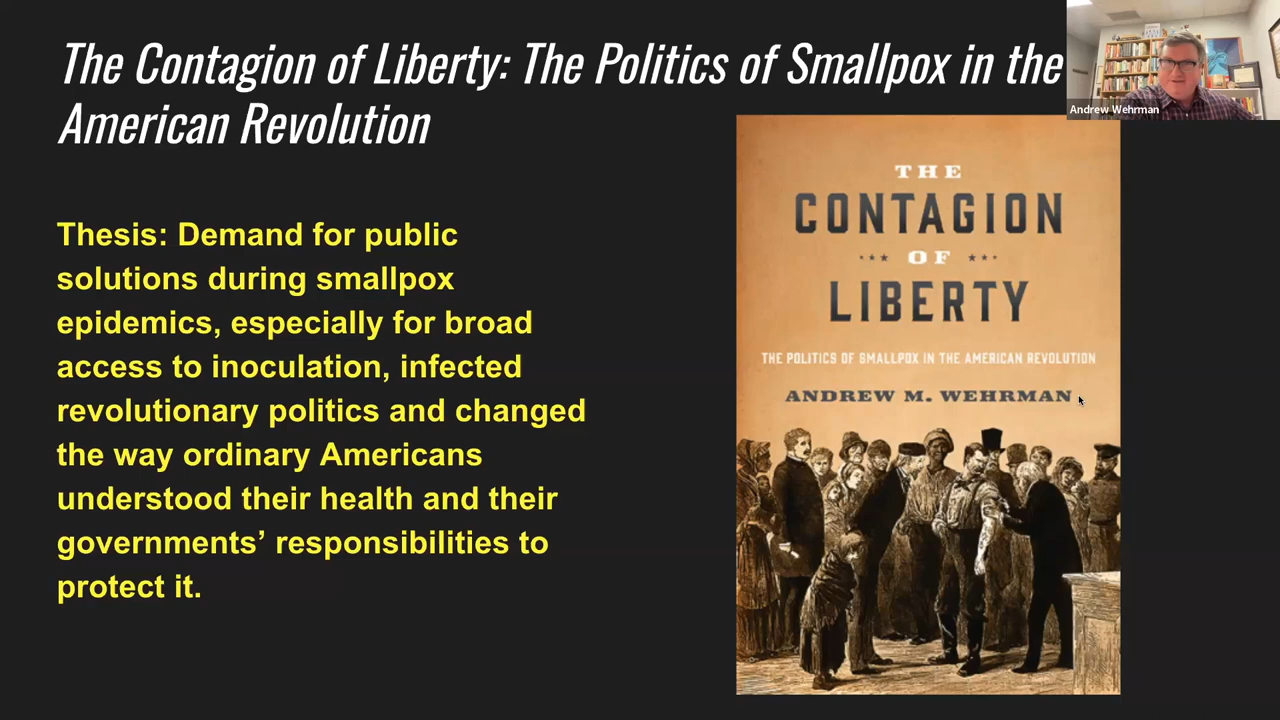 The Contagion of Liberty: The Politics of Smallpox in the
American Revolution
Andrew Wehrman
Thesis: Demand for public
solutions during smallpox
epidemics, especially for broad
access to inoculation, infected
revolutionary politics and changed
the way ordinary Americans
understood their health and their
governments’ responsibilities to
protect it.
THE
CONTAGION
OF
LIBERTY
THE POLITICS OF SMALLPOX IN THE AMERICAN REVOLUTION
ANDREW M. WEHRMAN